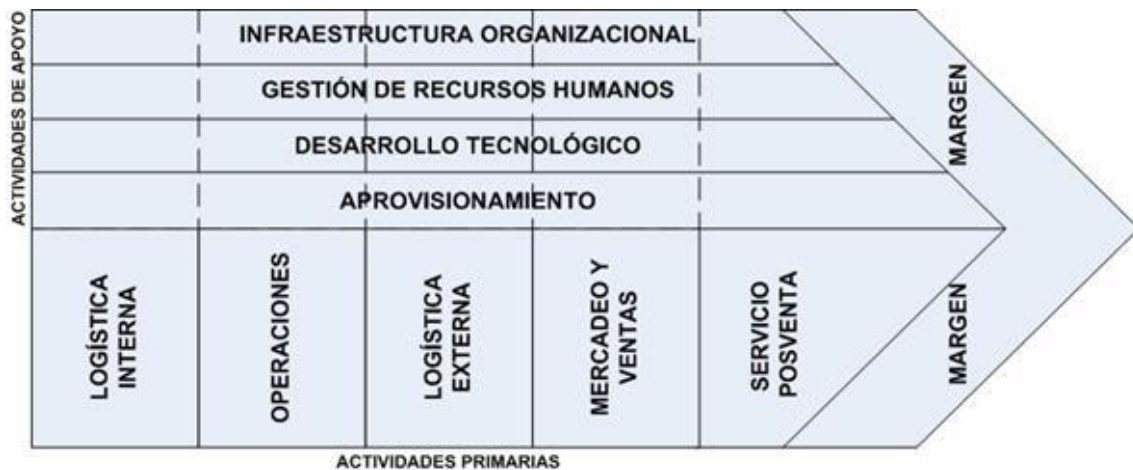 ACTIVIDADES DE APOYO
INFRAESTRUCTURA ORGANIZACIONAL
GESTIÓN DE RECURSOS HUMANOS
DESARROLLO TECNOLÓGICO
APROVISIONAMIENTO
MARGEN
LOGÍSTICA
INTERNA
OPERACIONES
LOGÍSTICA
EXTERNA
MERCADEO Y
VENTAS
SERVICIO
POSVENTA
MARGEN
ACTIVIDADES PRIMARIAS